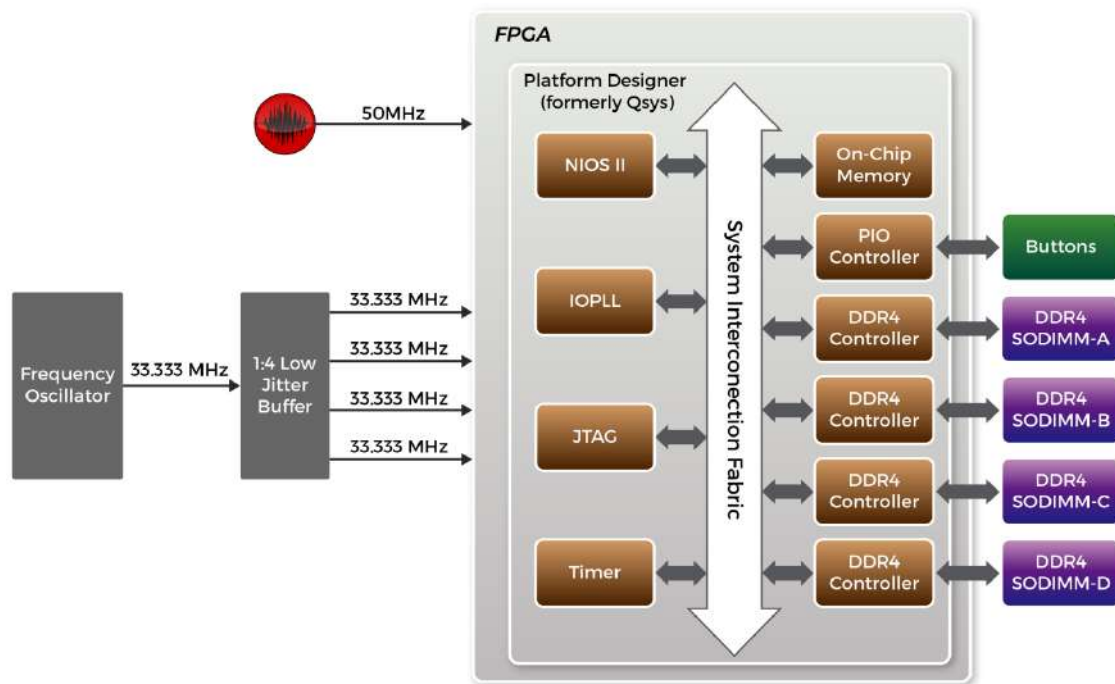 FPGA
Platform Designer
(formerly Qsys)
50MHz
NIOS II
On-Chip
Memory
PIO
Controller
Buttons
System Interconection Fabric
33.333 MHz
IOPLL
DDR4
Controller
DDR4
SODIMM-A
Frequency
Oscillator
33.333 MHz
1:4 Low
Jitter
Buffer
33.333 MHz
33.333 MHz
DDR4
Controller
DDR4
SODIMM-B
33.333 MHz
JTAG
DDR4
Controller
DDR4
SODIMM-C
Timer
DDR4
Controller
DDR4
SODIMM-D